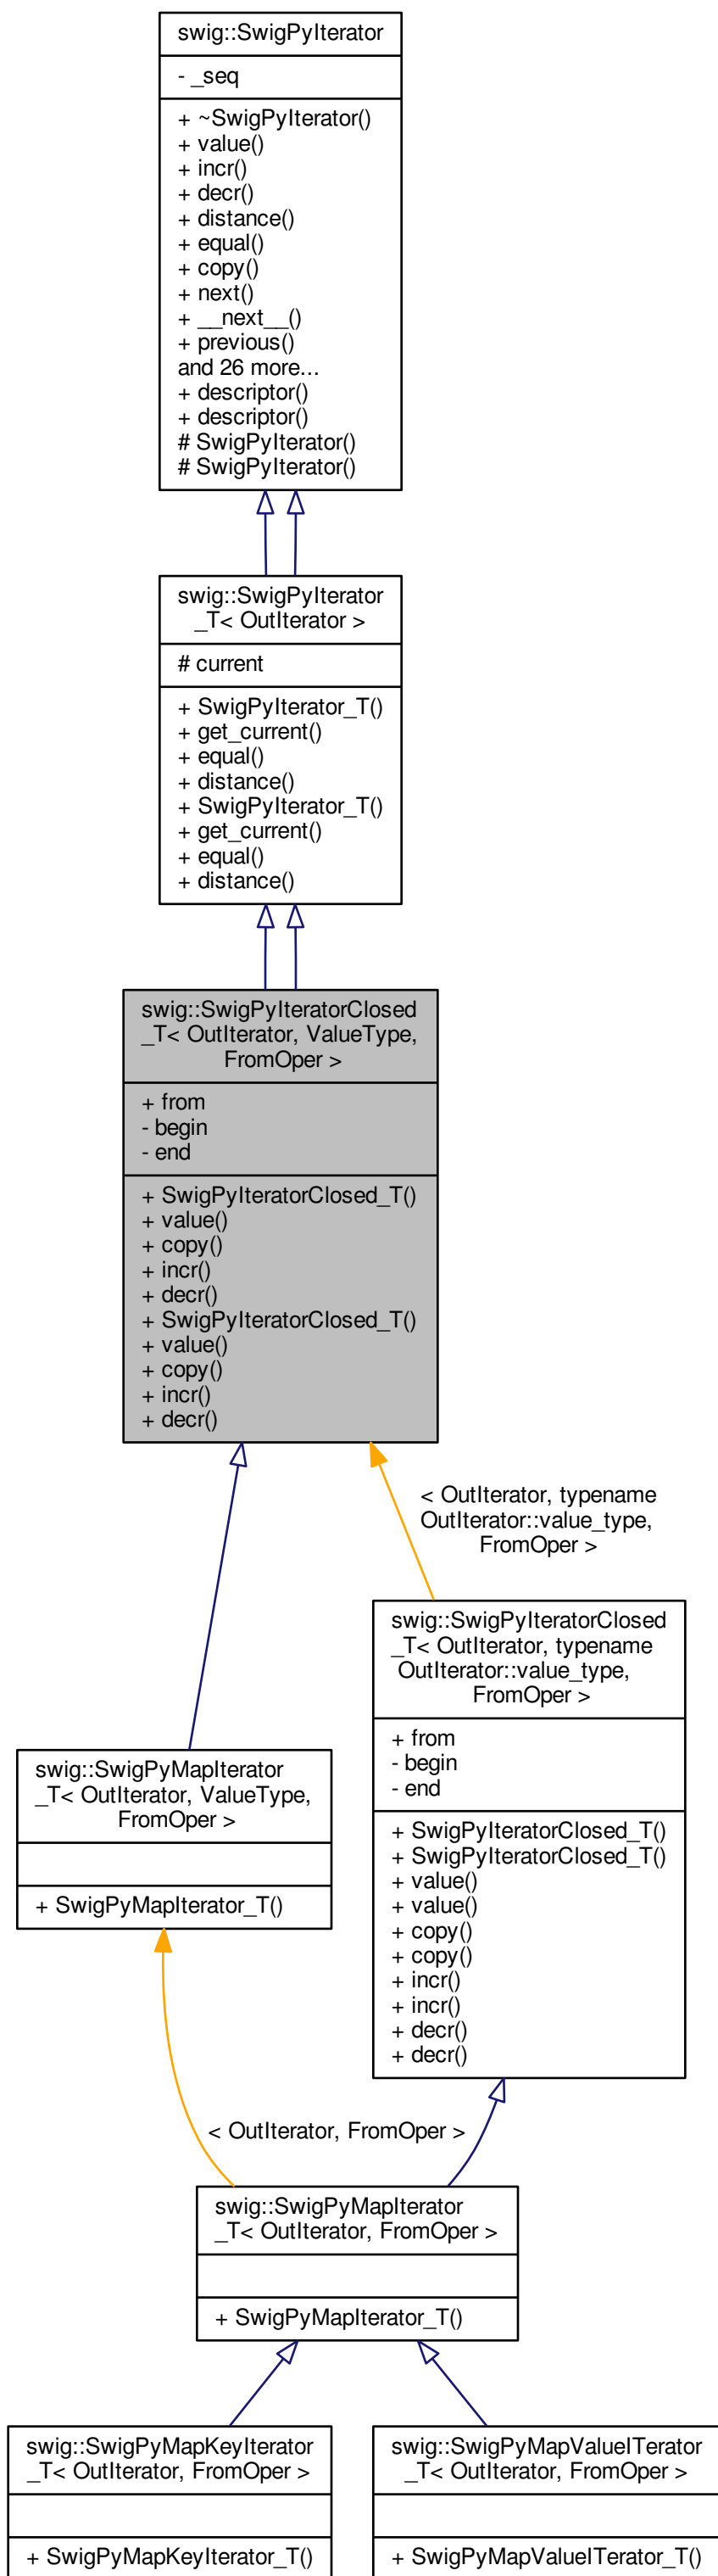 swig::SwigPyIterator
- _seq
+ ~SwigPyIterator()
+ value()
+ incr()
+ decr()
+ distance()
+ equal()
+ copy()
+ next()
+ __next__()
+ previous()
and 26 more...
+ descriptor()
+ descriptor()
# SwigPyIterator()
# SwigPyIterator()
swig::SwigPyIterator
_T< OutIterator >
# current
+ SwigPyIterator_T()
+ get_current()
+ equal()
+ distance()
+ SwigPyIterator_T()
+ get_current()
+ equal()
+ distance()
swig::SwigPyIteratorClosed
_T< OutIterator, ValueType,
FromOper >
+ from
- begin
- end
+ SwigPyIteratorClosed_T()
+ value()
+ copy()
+ incr()
+ decr()
+ SwigPyIteratorClosed_T()
+ value()
+ copy()
+ incr()
+ decr()
< OutIterator, typename
OutIterator::value_type,
FromOper >
swig::SwigPyIteratorClosed
_T< OutIterator, typename
OutIterator::value_type,
FromOper >
+ from
- begin
- end
+ SwigPyIteratorClosed_T()
+ SwigPyIteratorClosed_T()
+ value()
+ value()
+ copy()
+ copy()
+ incr()
+ incr()
+ decr()
+ decr()
swig::SwigPyMapIterator
_T< OutIterator, ValueType,
FromOper >
+ SwigPyMapIterator_T()
< OutIterator, FromOper >
swig::SwigPyMapIterator
_T< OutIterator, FromOper >
+ SwigPyMapIterator_T()
swig::SwigPyMapKeyIterator
_T< OutIterator, FromOper >
+ SwigPyMapKeyIterator_T()
swig::SwigPyMapValueITerator
_T< OutIterator, FromOper >
+ SwigPyMapValueITerator_T()